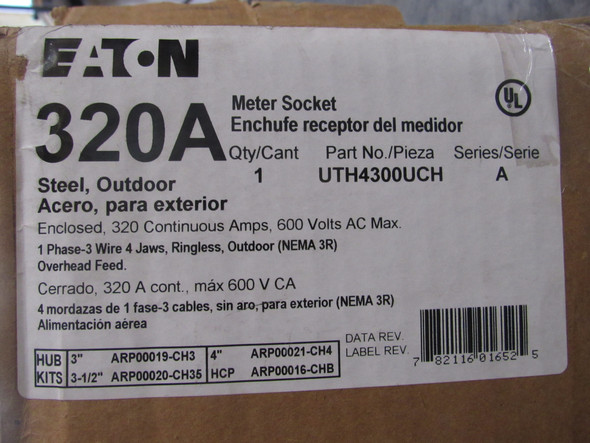 EATON
320A
Meter Socket
Enchufe receptor del medidor
UL
Qty/Cant Part No./Pieza Series/Serie
1 UTH4300UCH A
Steel, Outdoor
Acero, para exterior
Enclosed, 320 Continuous Amps, 600 Volts AC Max.
1 Phase-3 Wire 4 Jaws, Ringless, Outdoor (NEMA 3R)
Overhead Feed.
Cerrado, 320 A cont., máx 600 V CA
4 mordazas de 1 fase-3 cables, sin aro, para exterior (NEMA 3R)
Alimentación aérea
DATA REV.
LABEL REV.
HUB 3" ARP00019-CH3 4" ARP00021-CH4
KITS 3-1/2" ARP00020-CH35 HCP ARP00016-CHB
7 82116 01652 5